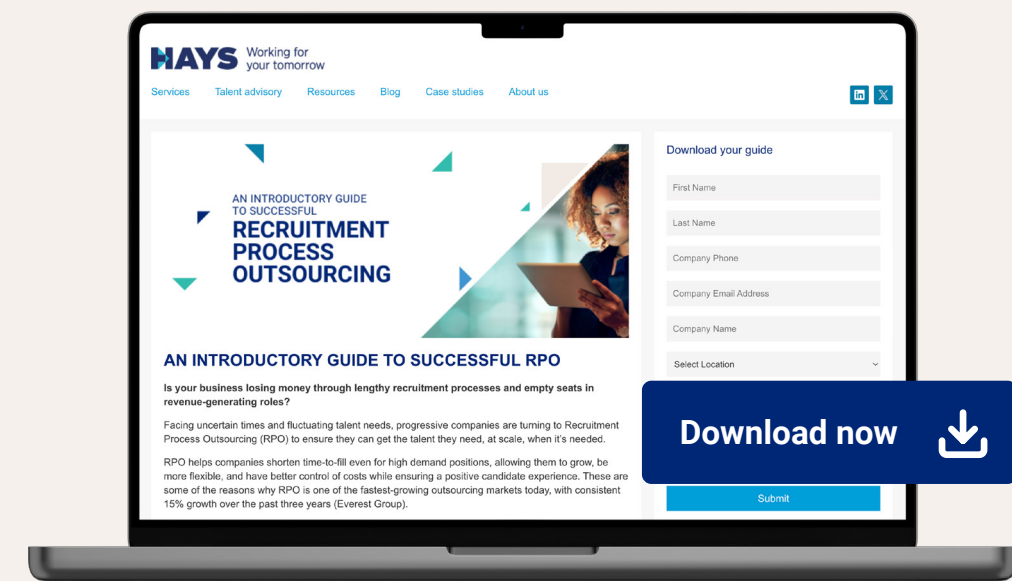 HAYS Working for
your tomorrow
Services Talent advisory Resources Blog Case studies About us
in X
AN INTRODUCTORY GUIDE
TO SUCCESSFUL
RECRUITMENT
PROCESS
OUTSOURCING
AN INTRODUCTORY GUIDE TO SUCCESSFUL RPO
Is your business losing money through lengthy recruitment processes and empty seats in
revenue-generating roles?
Facing uncertain times and fluctuating talent needs, progressive companies are turning to Recruitment
Process Outsourcing (RPO) to ensure they can get the talent they need, at scale, when it's needed.
RPO helps companies shorten time-to-fill even for high demand positions, allowing them to grow, be
more flexible, and have better control of costs while ensuring a positive candidate experience. These are
some of the reasons why RPO is one of the fastest-growing outsourcing markets today, with consistent
15% growth over the past three years (Everest Group).
Download your guide
First Name
Last Name
Company Phone
Company Email Address
Company Name
Select Location
Download now
Submit